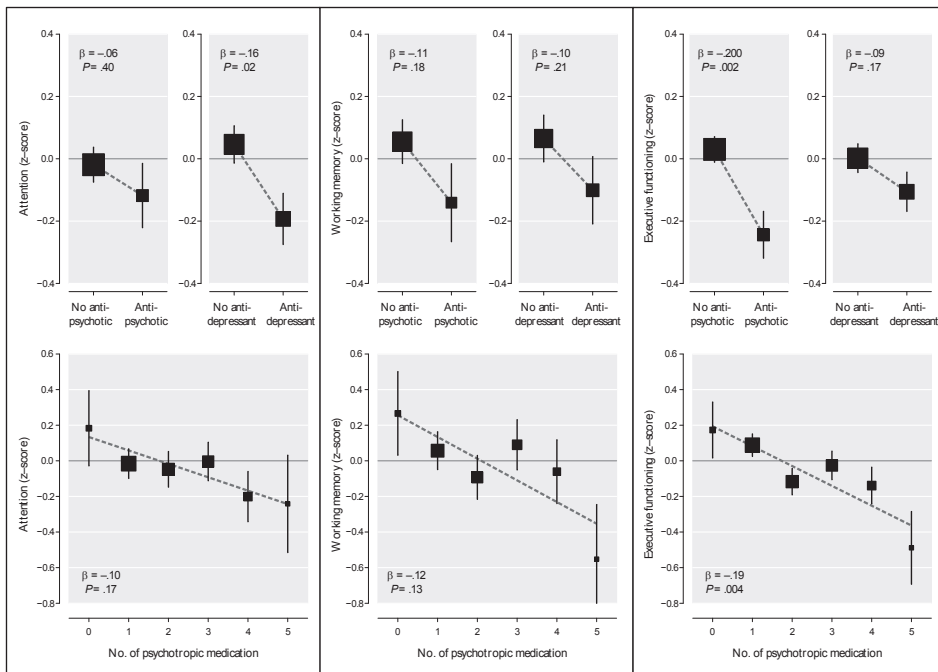 0.4
0.2
0.0
−0.2
−0.4
Attention (z–score)
β = –.06
P = .40
No anti-
psychotic
Anti-
psychotic
0.4
0.2
0.0
−0.2
−0.4
β = –.16
P = .02
No anti-
depressant
Anti-
depressant
0.4
0.2
0.0
−0.2
−0.4
Working memory (z–score)
β = –.11
P = .18
No anti-
psychotic
Anti-
psychotic
0.4
0.2
0.0
−0.2
−0.4
β = –.10
P = .21
No anti-
depressant
Anti-
depressant
0.4
0.2
0.0
−0.2
−0.4
Executive functioning (z–score)
β = –.200
P = .002
No anti-
psychotic
Anti-
psychotic
0.4
0.2
0.0
−0.2
−0.4
β = –.09
P = .17
No anti-
depressant
Anti-
depressant
0.6
0.4
0.2
0.0
−0.2
−0.4
−0.6
−0.8
Attention (z–score)
β = –.10
P = .17
0 1 2 3 4 5
No. of psychotropic medication
0.6
0.4
0.2
0.0
−0.2
−0.4
−0.6
−0.8
Working memory (z–score)
β = –.12
P = .13
0 1 2 3 4 5
No. of psychotropic medication
0.6
0.4
0.2
0.0
−0.2
−0.4
−0.6
−0.8
Executive functioning (z–score)
β = –.19
P = .004
0 1 2 3 4 5
No. of psychotropic medication